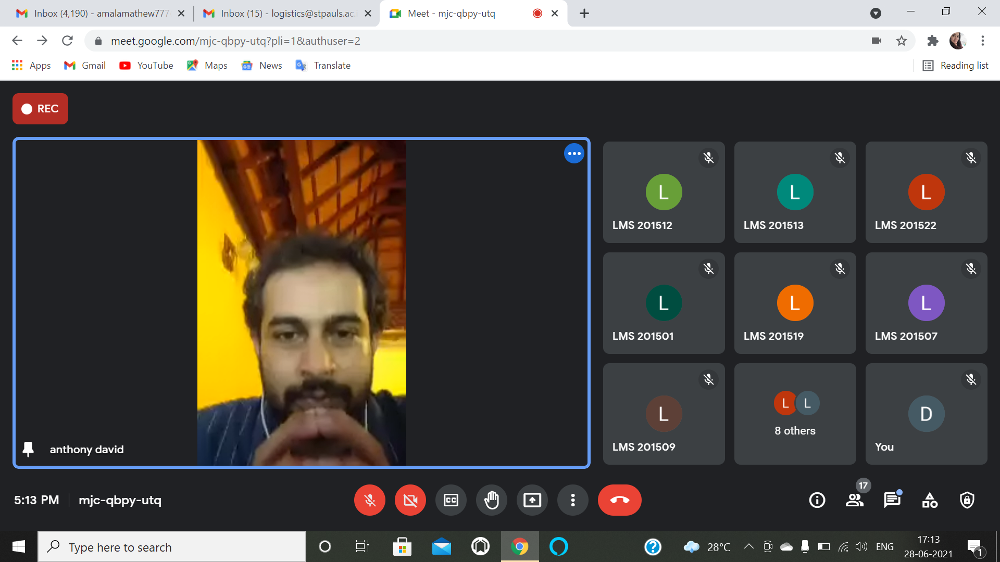 Inbox (4,190) - amalamathew777
Inbox (15) - logistics@stpauls.ac.i
Meet - mjc-qbpy-utq
meet.google.com/mjc-qbpy-utq?pli=1&authuser=2
Apps
Gmail
YouTube
Maps
News
Translate
Reading list
REC
L
LMS 201512
L
LMS 201513
L
LMS 201522
L
LMS 201501
L
LMS 201519
L
LMS 201507
L
LMS 201509
L L
8 others
D
You
anthony david
5:13 PM | mjc-qbpy-utq
CC
17
Type here to search
28°C
ENG
17:13
28-06-2021
1